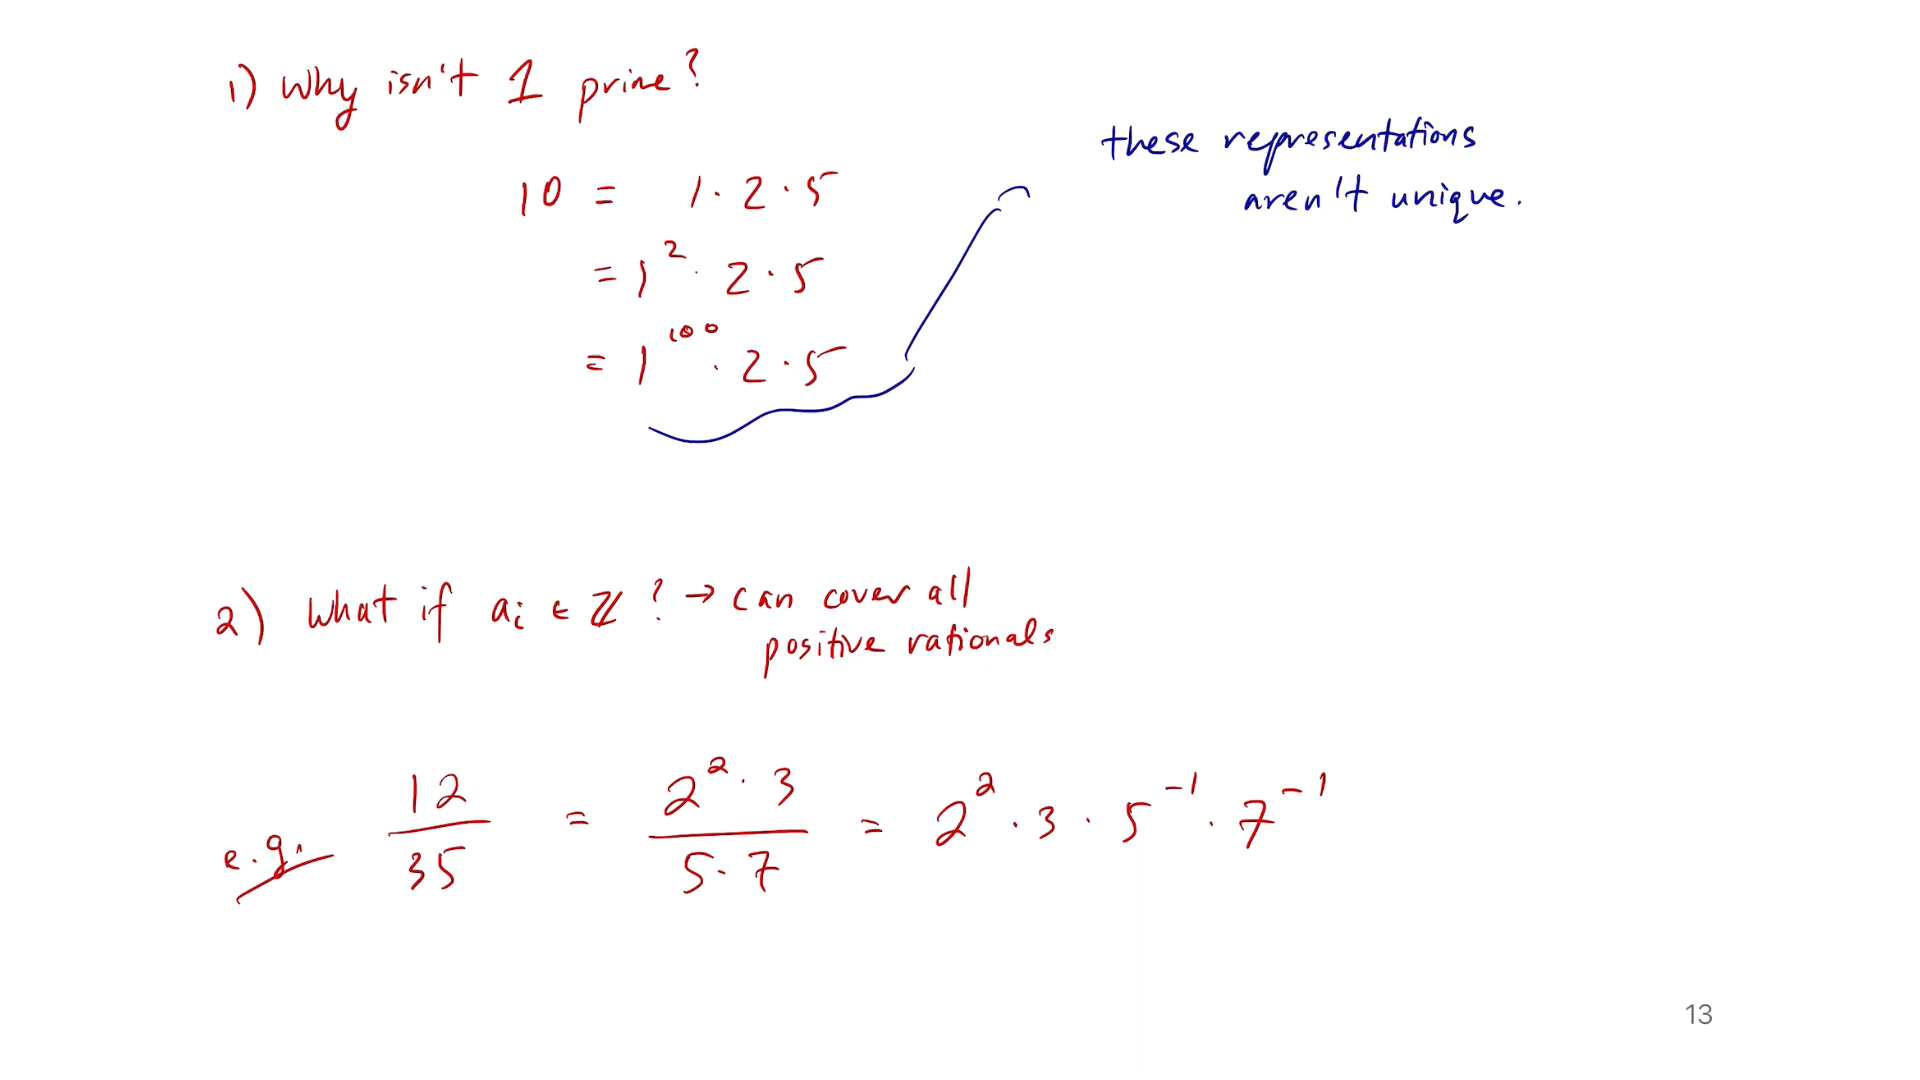 1) Why isn't 1 prime?
these representations
aren't unique.
10 = 1 · 2 · 5
= 1² · 2 · 5
= 1¹⁰⁰ · 2 · 5
2) What if aᵢ ∈ ℤ ? → can cover all
positive rationals
e.g. 12/35 = 2² · 3 / 5 · 7 = 2² · 3 · 5⁻¹ · 7⁻¹
13